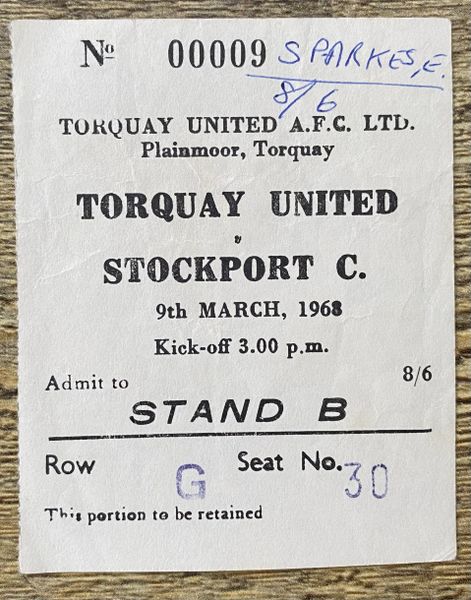 Nº 00009 SPARKES, E.
8/6
TORQUAY UNITED A.F.C. LTD.
Plainmoor, Torquay
TORQUAY UNITED
v
STOCKPORT C.
9th MARCH, 1968
Kick-off 3.00 p.m.
Admit to 8/6
STAND B
Row G Seat No. 30
This portion to be retained